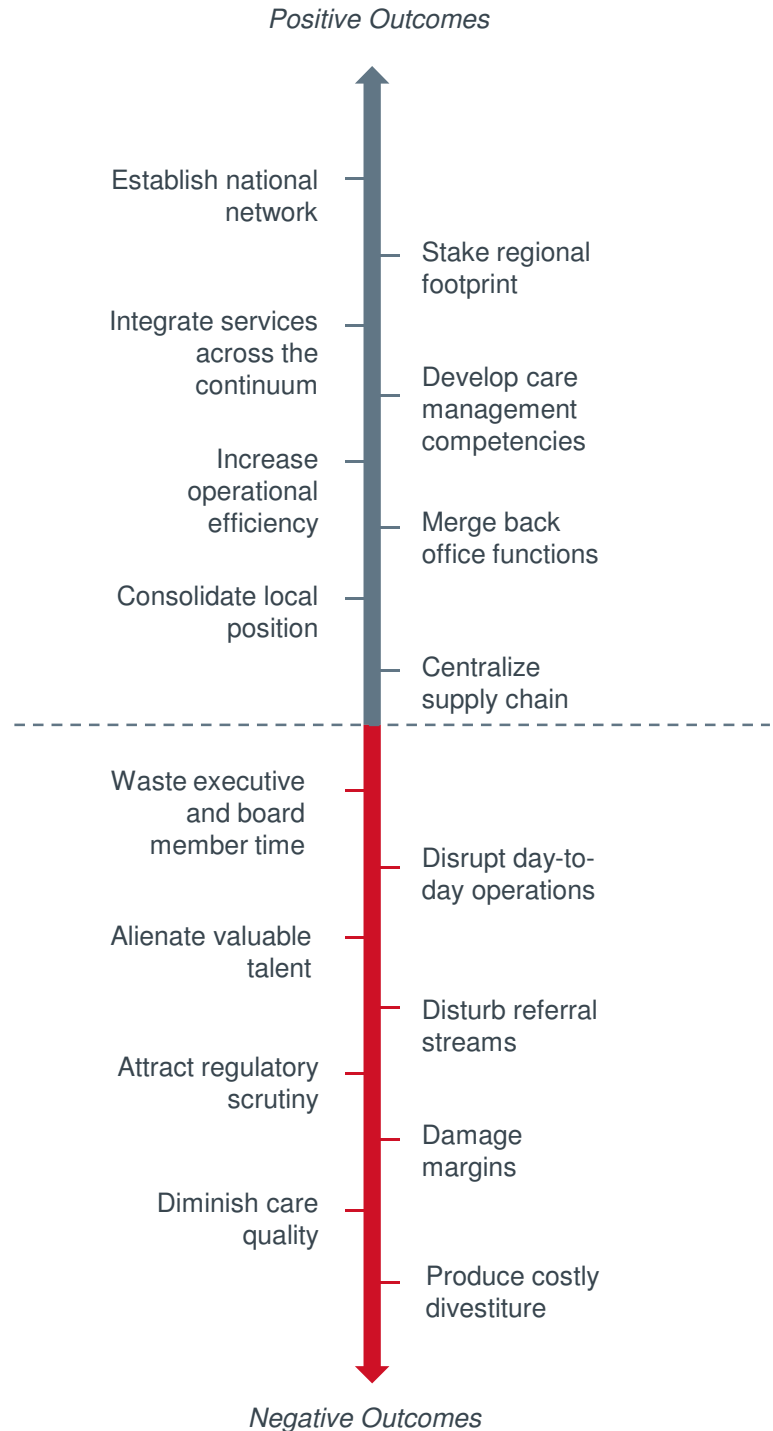 Positive Outcomes
Establish national
network
Stake regional
footprint
Integrate services
across the
continuum
Develop care
management
competencies
Increase
operational
efficiency
Merge back
office functions
Consolidate local
position
Centralize
supply chain
Waste executive
and board
member time
Disrupt day-to-
day operations
Alienate valuable
talent
Disturb referral
streams
Attract regulatory
scrutiny
Damage
margins
Diminish care
quality
Produce costly
divestiture
Negative Outcomes